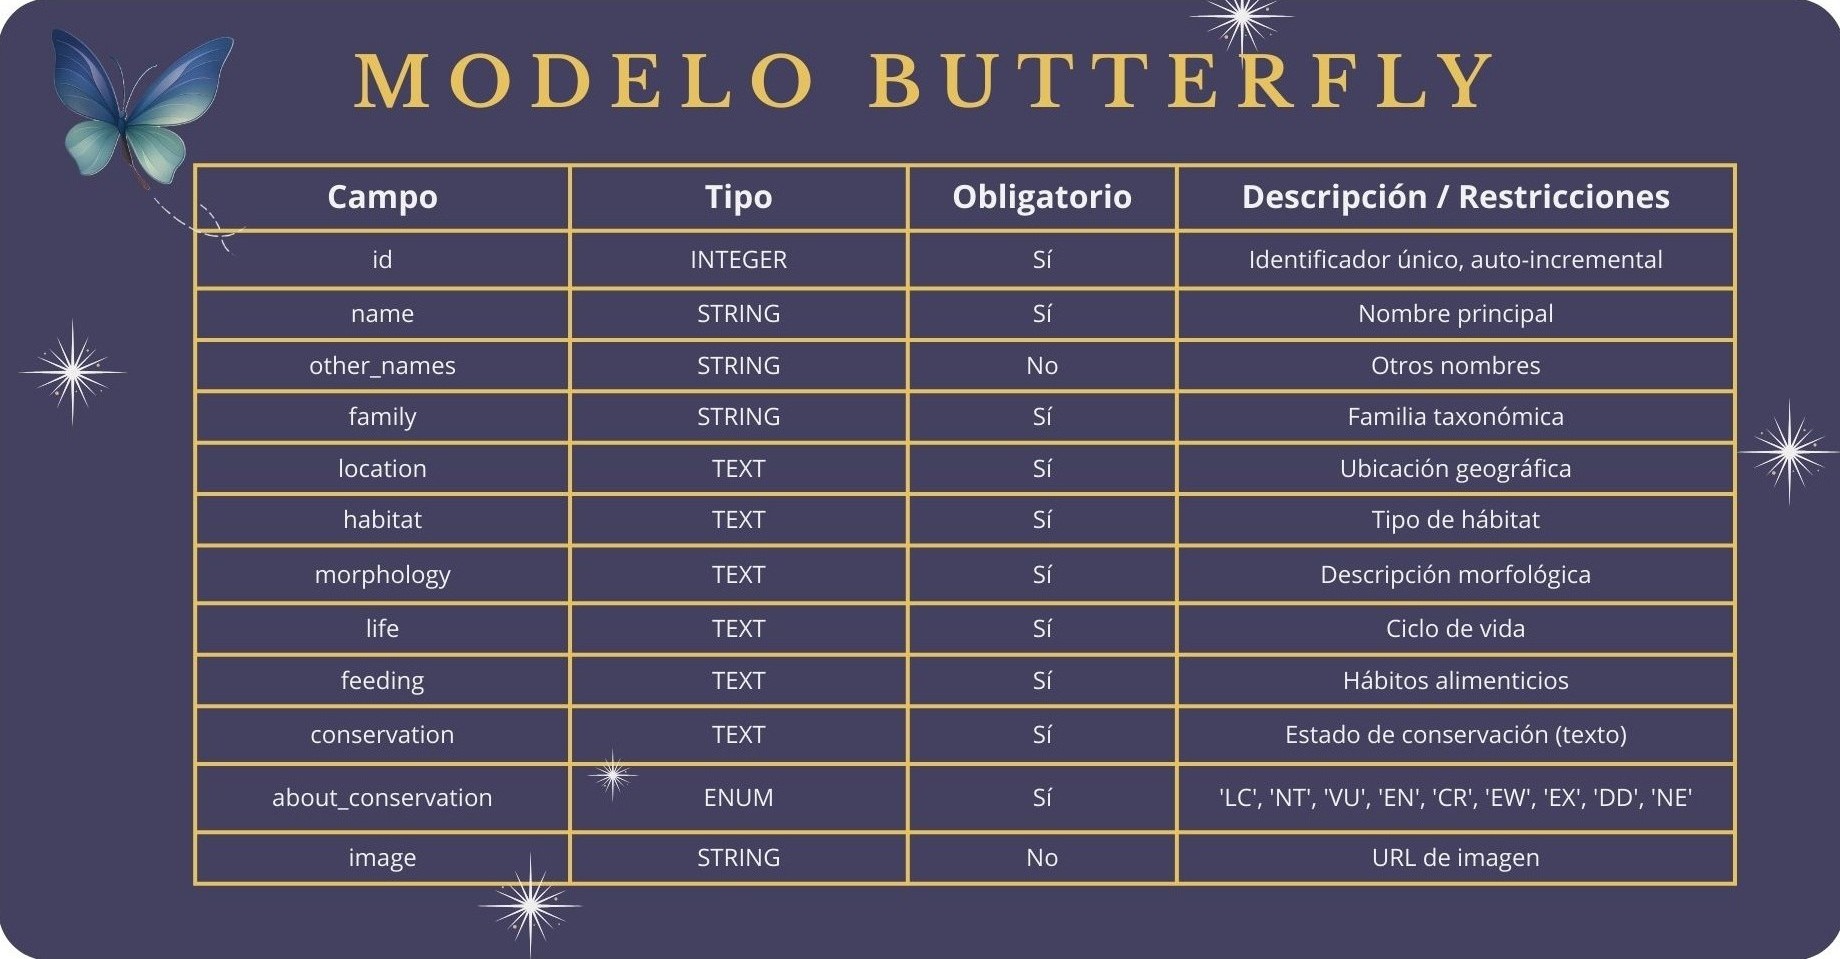 MODELO BUTTERFLY
Campo Tipo Obligatorio Descripción / Restricciones
id INTEGER Sí Identificador único, auto-incremental
name STRING Sí Nombre principal
other_names STRING No Otros nombres
family STRING Sí Familia taxonómica
location TEXT Sí Ubicación geográfica
habitat TEXT Sí Tipo de hábitat
morphology TEXT Sí Descripción morfológica
life TEXT Sí Ciclo de vida
feeding TEXT Sí Hábitos alimenticios
conservation TEXT Sí Estado de conservación (texto)
about_conservation ENUM Sí 'LC', 'NT', 'VU', 'EN', 'CR', 'EW', 'EX', 'DD', 'NE'
image STRING No URL de imagen